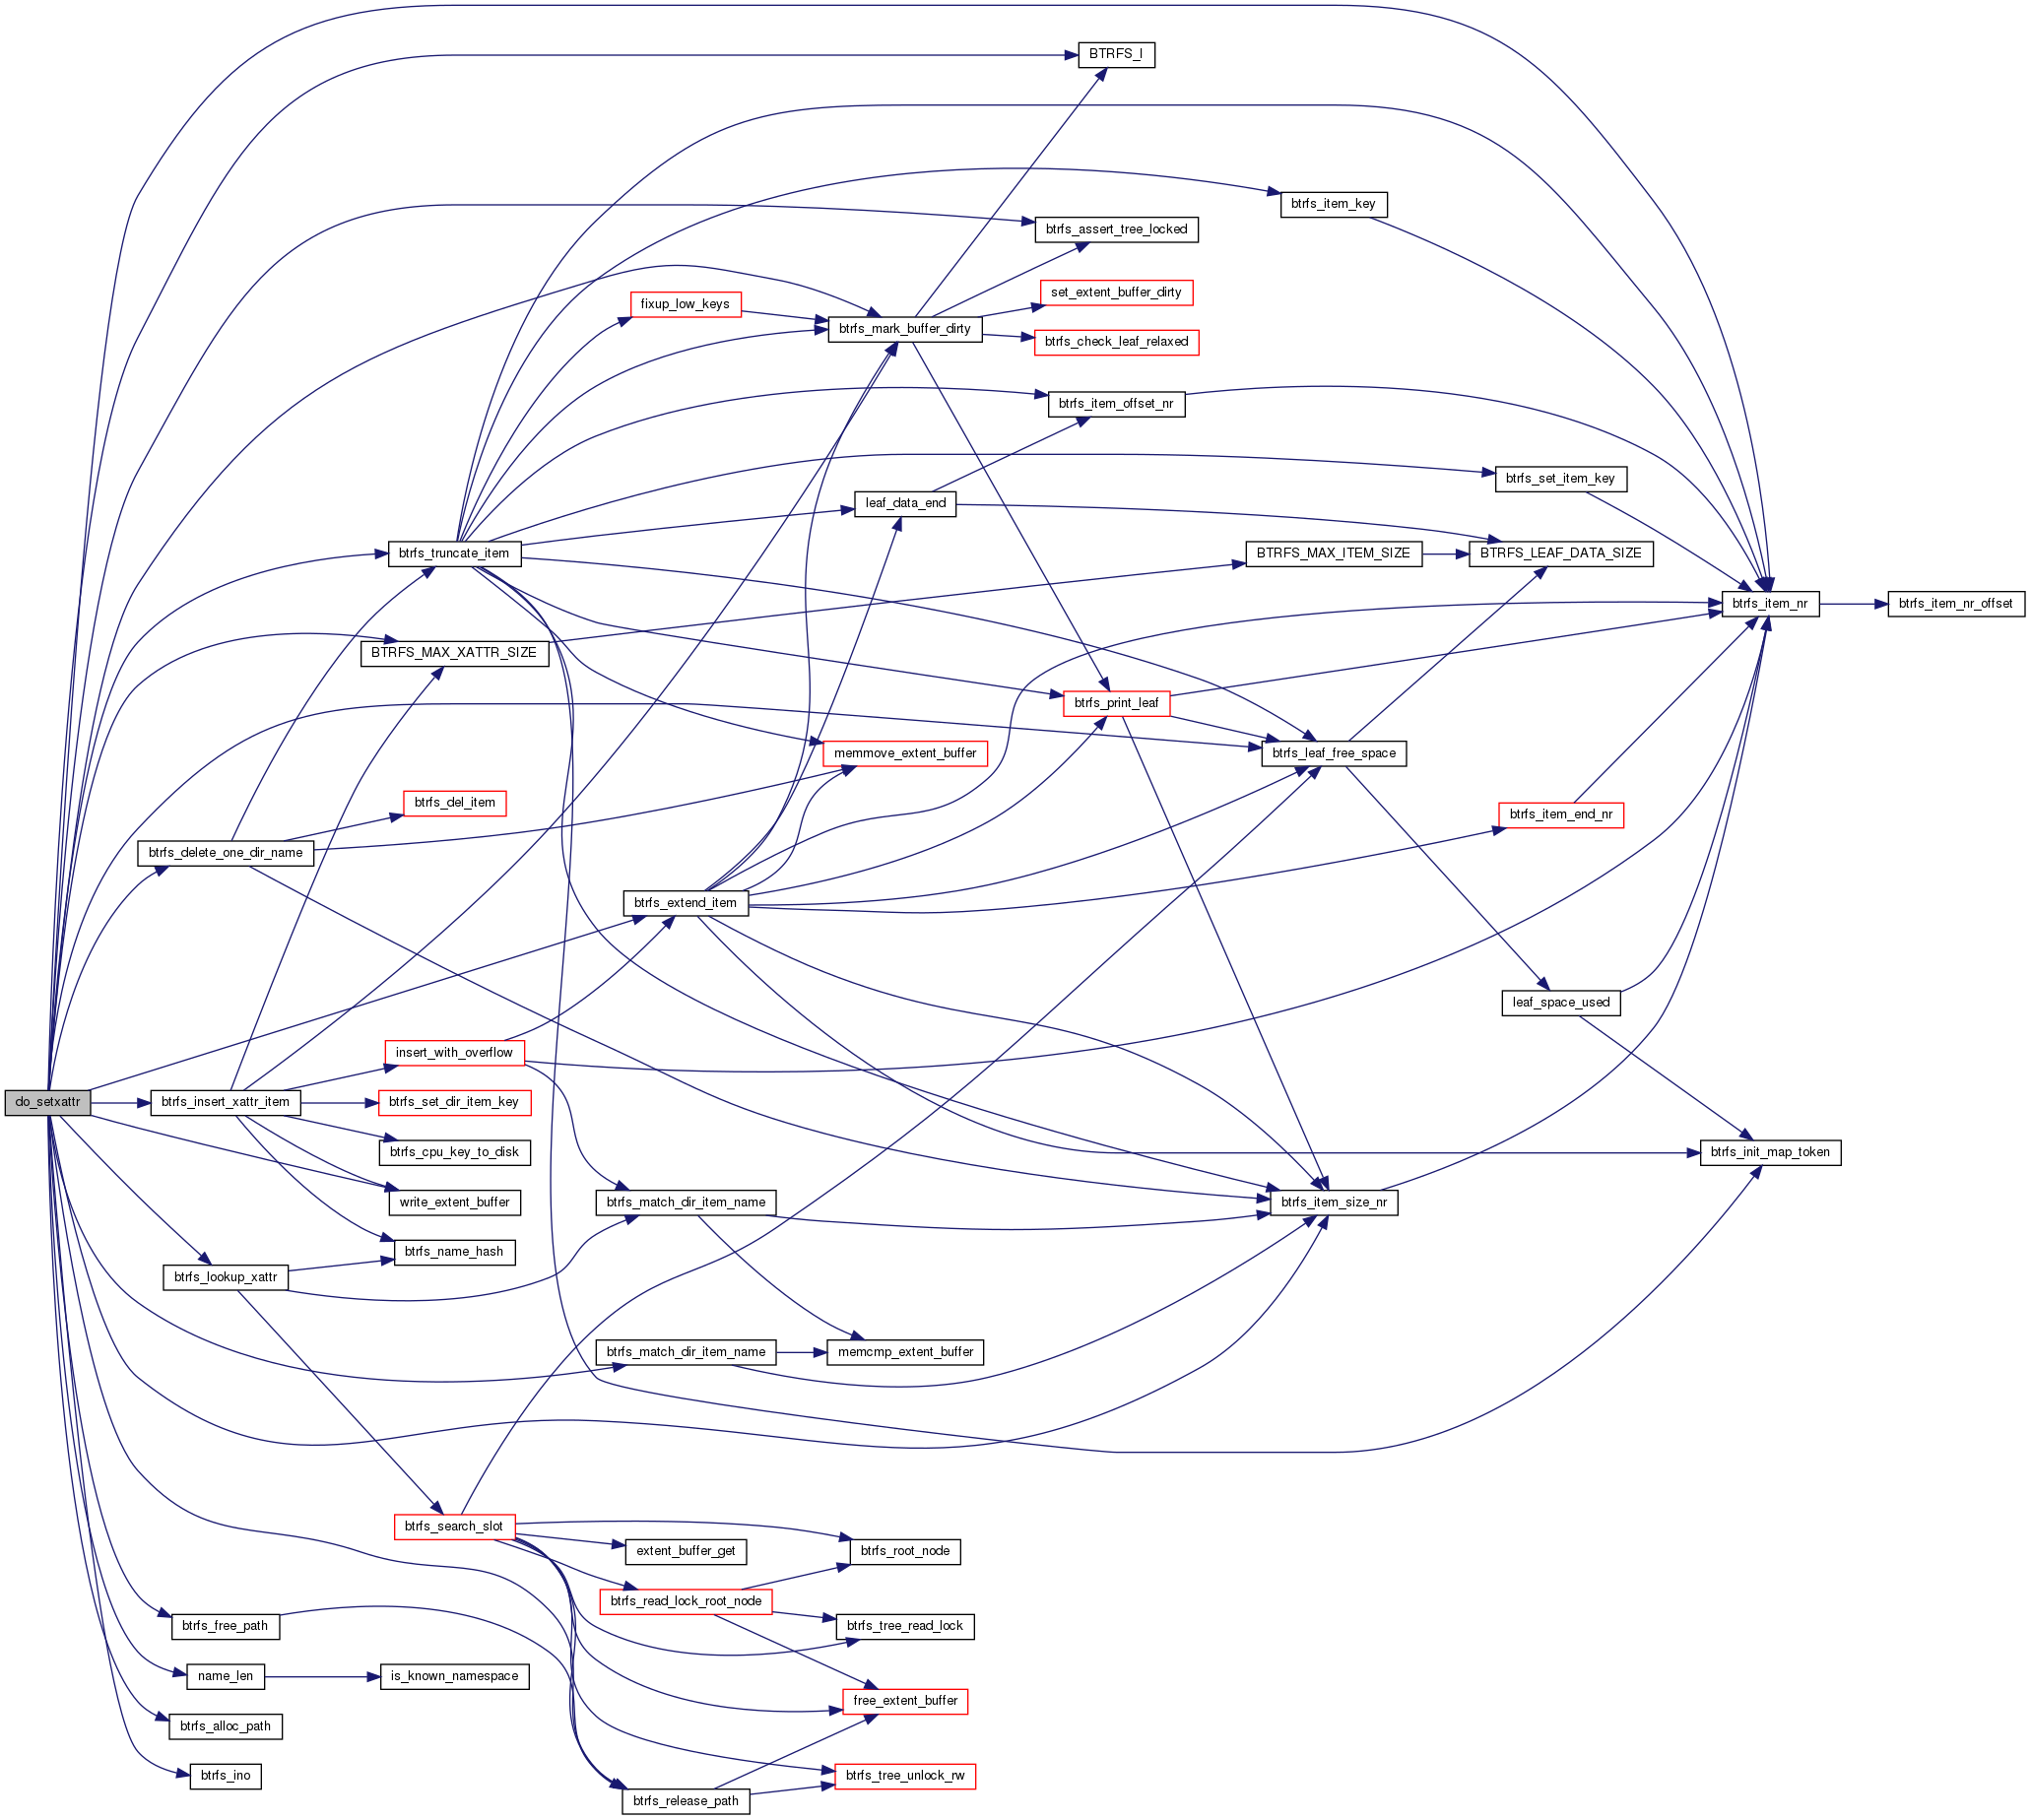 BTRFS_I
btrfs_item_key
btrfs_assert_tree_locked
set_extent_buffer_dirty
fixup_low_keys
btrfs_mark_buffer_dirty
btrfs_check_leaf_relaxed
btrfs_item_offset_nr
btrfs_set_item_key
leaf_data_end
btrfs_truncate_item
BTRFS_MAX_ITEM_SIZE
BTRFS_LEAF_DATA_SIZE
btrfs_item_nr
btrfs_item_nr_offset
BTRFS_MAX_XATTR_SIZE
btrfs_print_leaf
memmove_extent_buffer
btrfs_leaf_free_space
btrfs_del_item
btrfs_item_end_nr
btrfs_delete_one_dir_name
btrfs_extend_item
leaf_space_used
insert_with_overflow
do_setxattr
btrfs_insert_xattr_item
btrfs_set_dir_item_key
btrfs_cpu_key_to_disk
btrfs_init_map_token
write_extent_buffer
btrfs_match_dir_item_name
btrfs_item_size_nr
btrfs_name_hash
btrfs_lookup_xattr
btrfs_match_dir_item_name
memcmp_extent_buffer
btrfs_search_slot
extent_buffer_get
btrfs_root_node
btrfs_read_lock_root_node
btrfs_free_path
btrfs_tree_read_lock
name_len
is_known_namespace
free_extent_buffer
btrfs_alloc_path
btrfs_ino
btrfs_tree_unlock_rw
btrfs_release_path